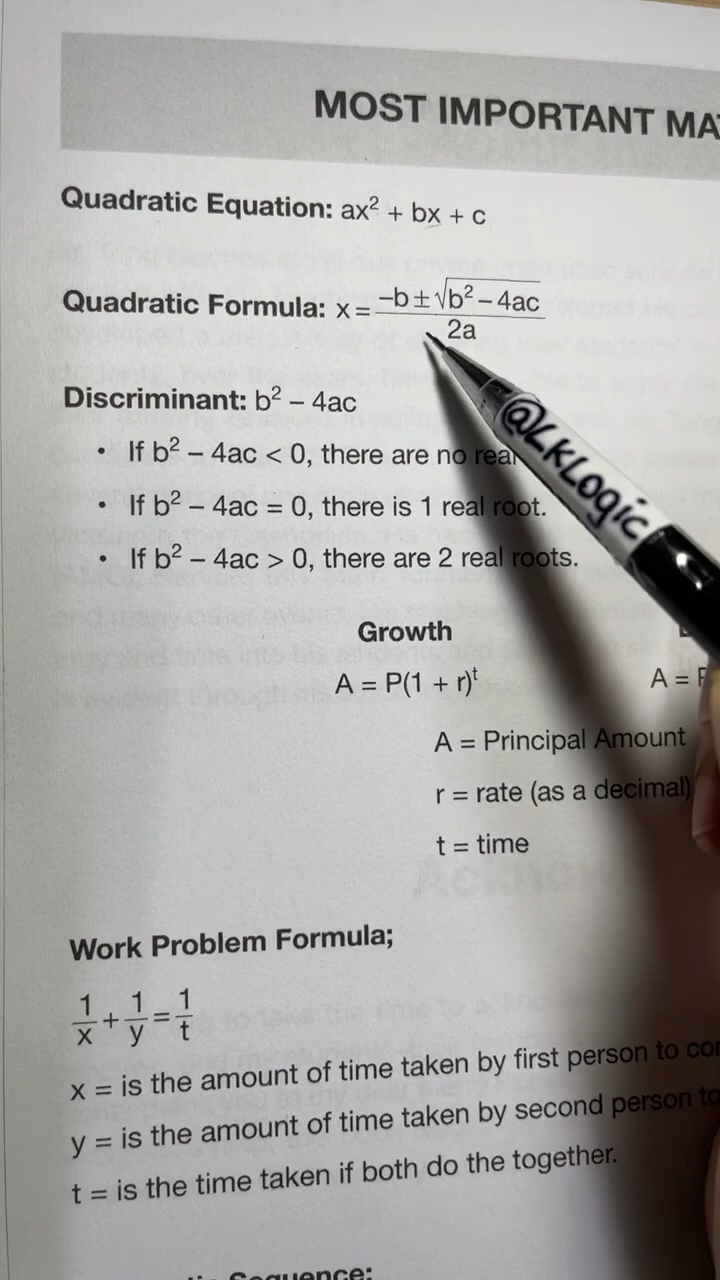 MOST IMPORTANT
Quadratic Equation: ax² + bx + c
Quadratic Formula: x = (-b ± √(b² – 4ac)) / 2a
Discriminant: b² – 4ac
• If b² – 4ac < 0, there are no
• If b² – 4ac = 0, there is 1 real root.
• If b² – 4ac > 0, there are 2 real roots.
@LKLogic
Growth
A = P(1 + r)ᵗ
A =
A = Principal Amount
r = rate (as a decimal)
t = time
Work Problem Formula;
1/x + 1/y = 1/t
x = is the amount of time taken by first person to
y = is the amount of time taken by second person to
t = is the time taken if both do the together.
Sequence: